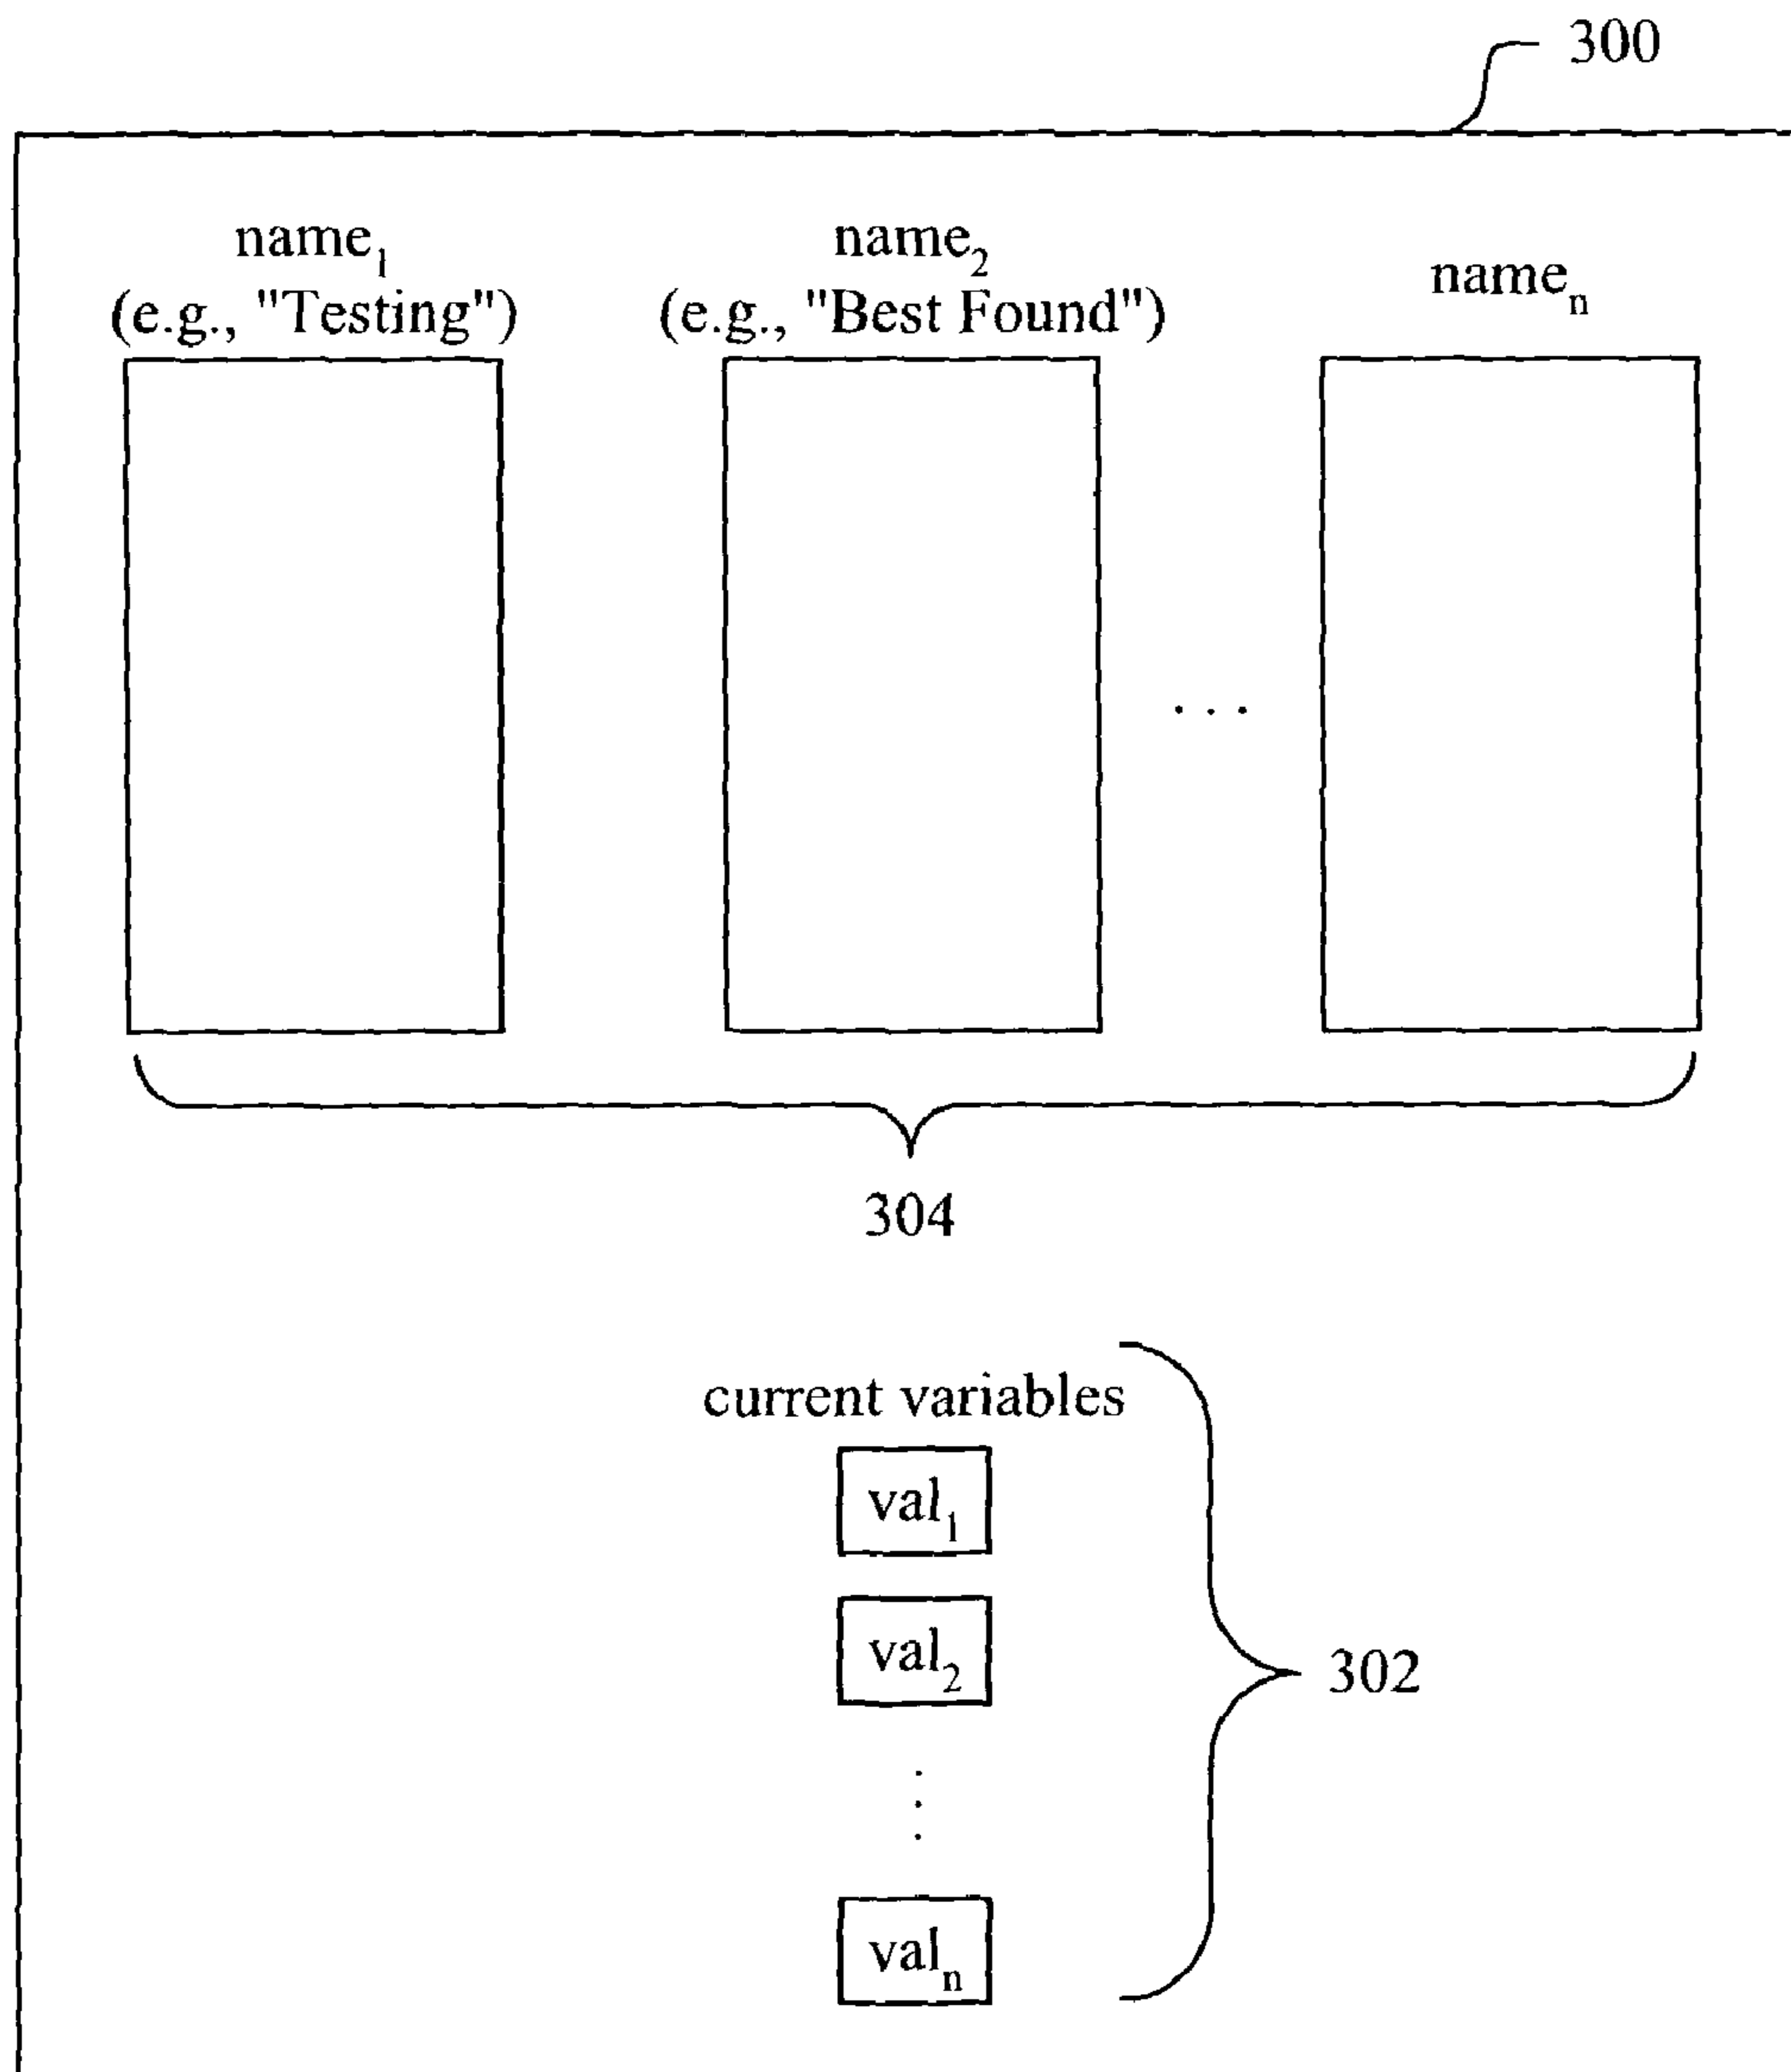 300
name₁
(e.g., "Testing")
name₂
(e.g., "Best Found")
nameₙ
. . .
304
current variables
val₁
val₂
valₙ
302